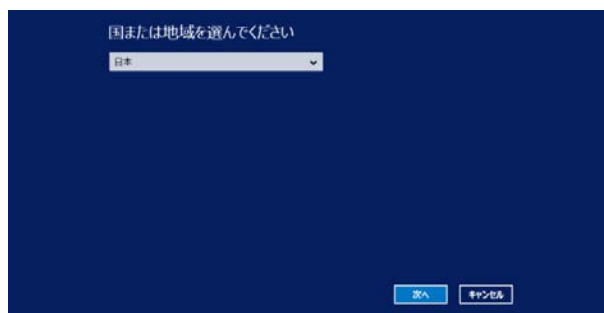 国または地域を選んでください
日本
次へ
キャンセル